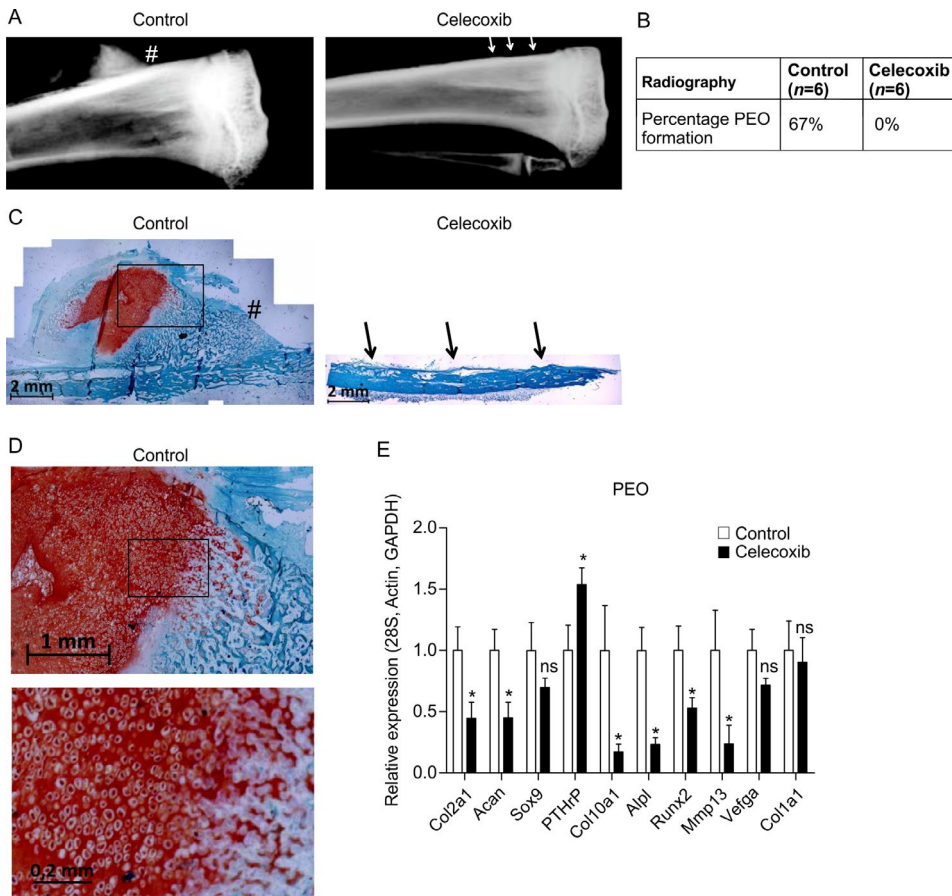 A
Control
#
Celecoxib
B
Radiography
Control
(n=6)
Celecoxib
(n=6)
Percentage PEO
formation
67%
0%
C
Control
#
2 mm
Celecoxib
2 mm
D
Control
1 mm
0,2 mm
E
PEO
Relative expression (28S, Actin, GAPDH)
2.0
1.5
1.0
0.5
0.0
Control
Celecoxib
*
*
ns
*
*
*
*
*
ns
ns
Col2a1
Acan
Sox9
PTHrP
Col10a1
Alpl
Runx2
Mmp13
Vefga
Col1a1